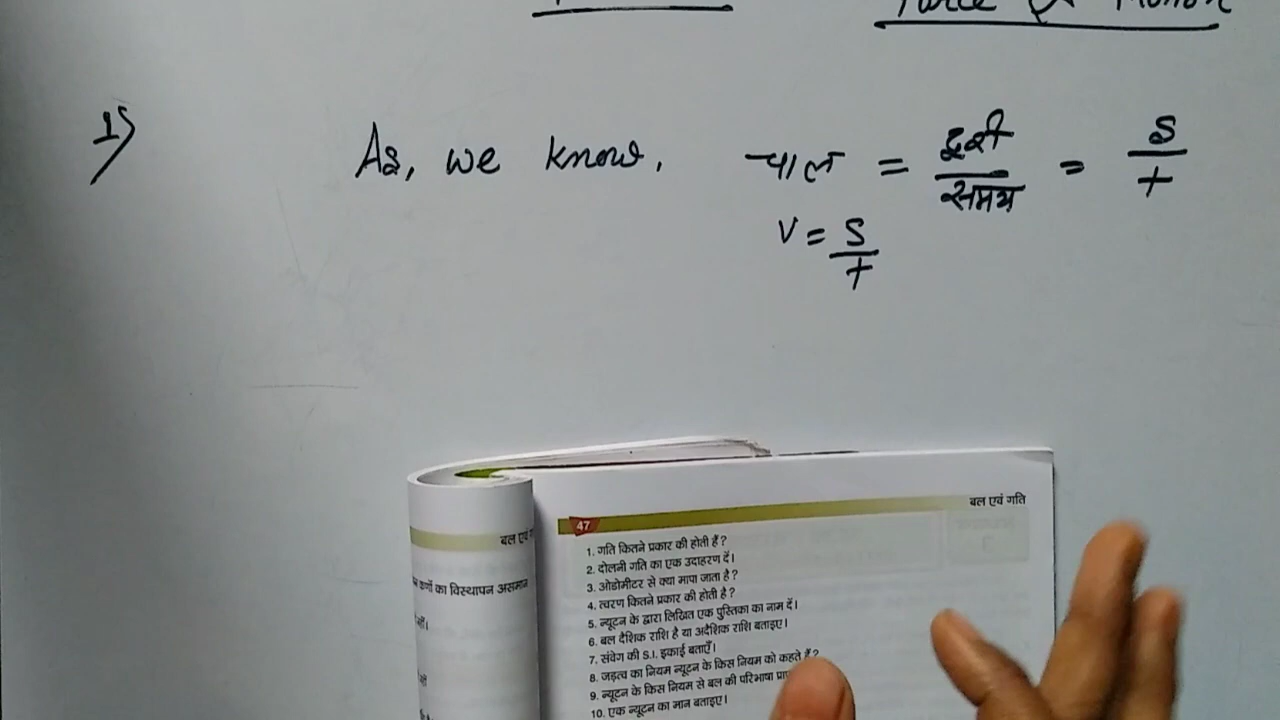 Force & Motion
1) As, we know, चाल = दूरी/समय = s/t
v = s/t
बल एवं गति
47
1. गति कितने प्रकार की होती हैं?
2. दोलनी गति का एक उदाहरण दें।
3. ओडोमीटर से क्या मापा जाता है?
4. त्वरण कितने प्रकार की होती है?
5. न्यूटन के द्वारा लिखित एक पुस्तिका का नाम दें।
6. बल दैशिक राशि है या अदैशिक राशि बताइए।
7. संवेग की S.I. इकाई बताएँ।
8. जड़त्व का नियम न्यूटन के किस नियम को कहते हैं?
9. न्यूटन के किस नियम से बल की परिभाषा
10. एक न्यूटन का मान बताइए।
बल एवं
कणों का विस्थापन असमान